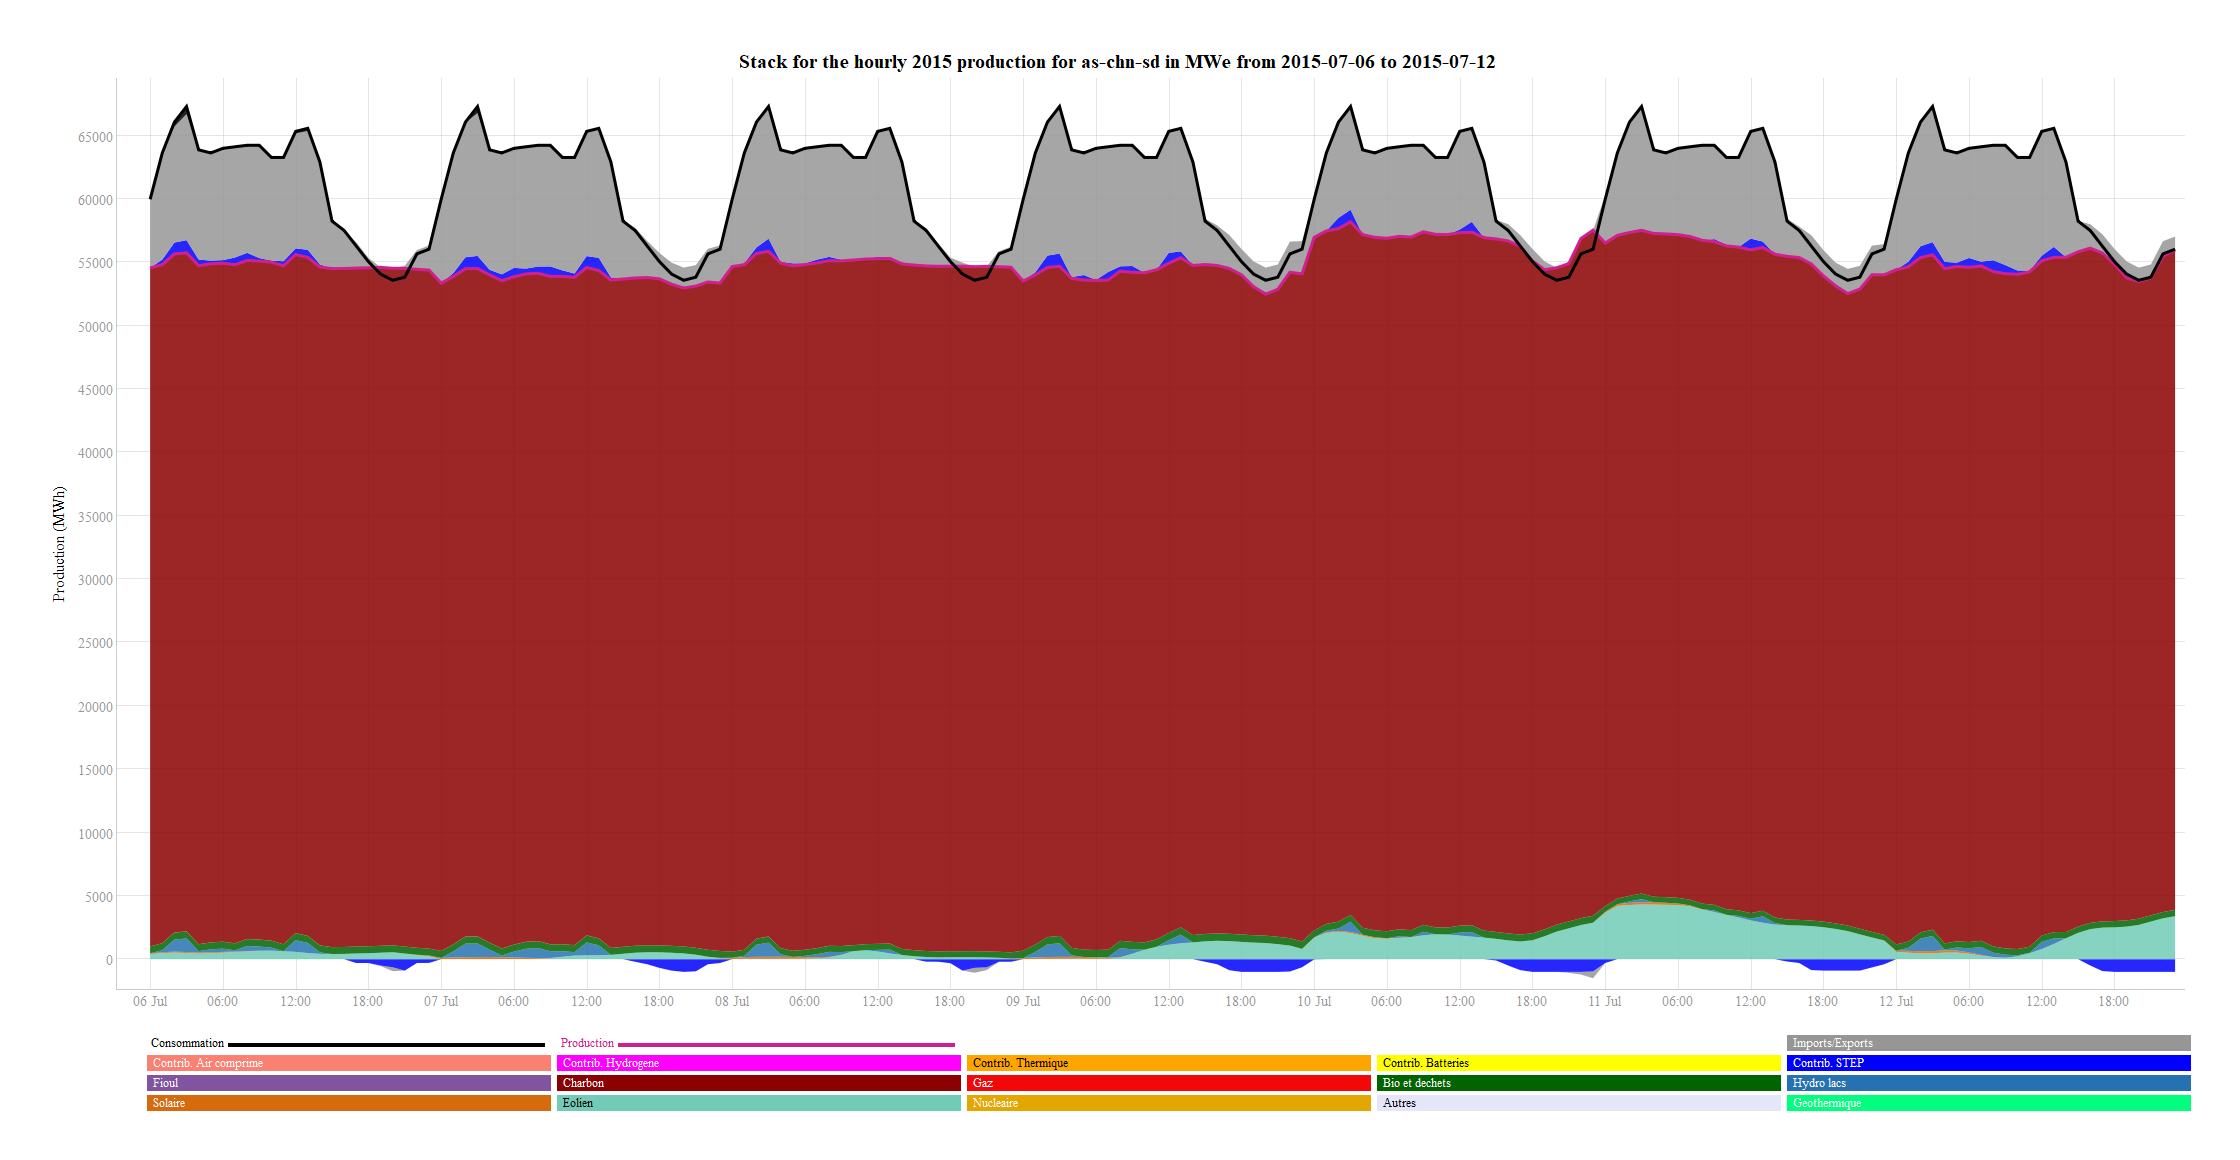 Stack for the hourly 2015 production for as-chn-sd in MWe from 2015-07-06 to 2015-07-12
65000
60000
55000
50000
45000
40000
35000
30000
25000
20000
15000
10000
5000
0
Production (MWh)
06 Jul 06:00 12:00 18:00 07 Jul 06:00 12:00 18:00 08 Jul 06:00 12:00 18:00 09 Jul 06:00 12:00 18:00 10 Jul 06:00 12:00 18:00 11 Jul 06:00 12:00 18:00 12 Jul 06:00 12:00 18:00
Consommation Production Imports/Exports
Contrib. Air comprime Contrib. Hydrogene Contrib. Thermique Contrib. Batteries Contrib. STEP
Fioul Charbon Gaz Bio et dechets Hydro lacs
Solaire Eolien Nucleaire Autres Geothermique